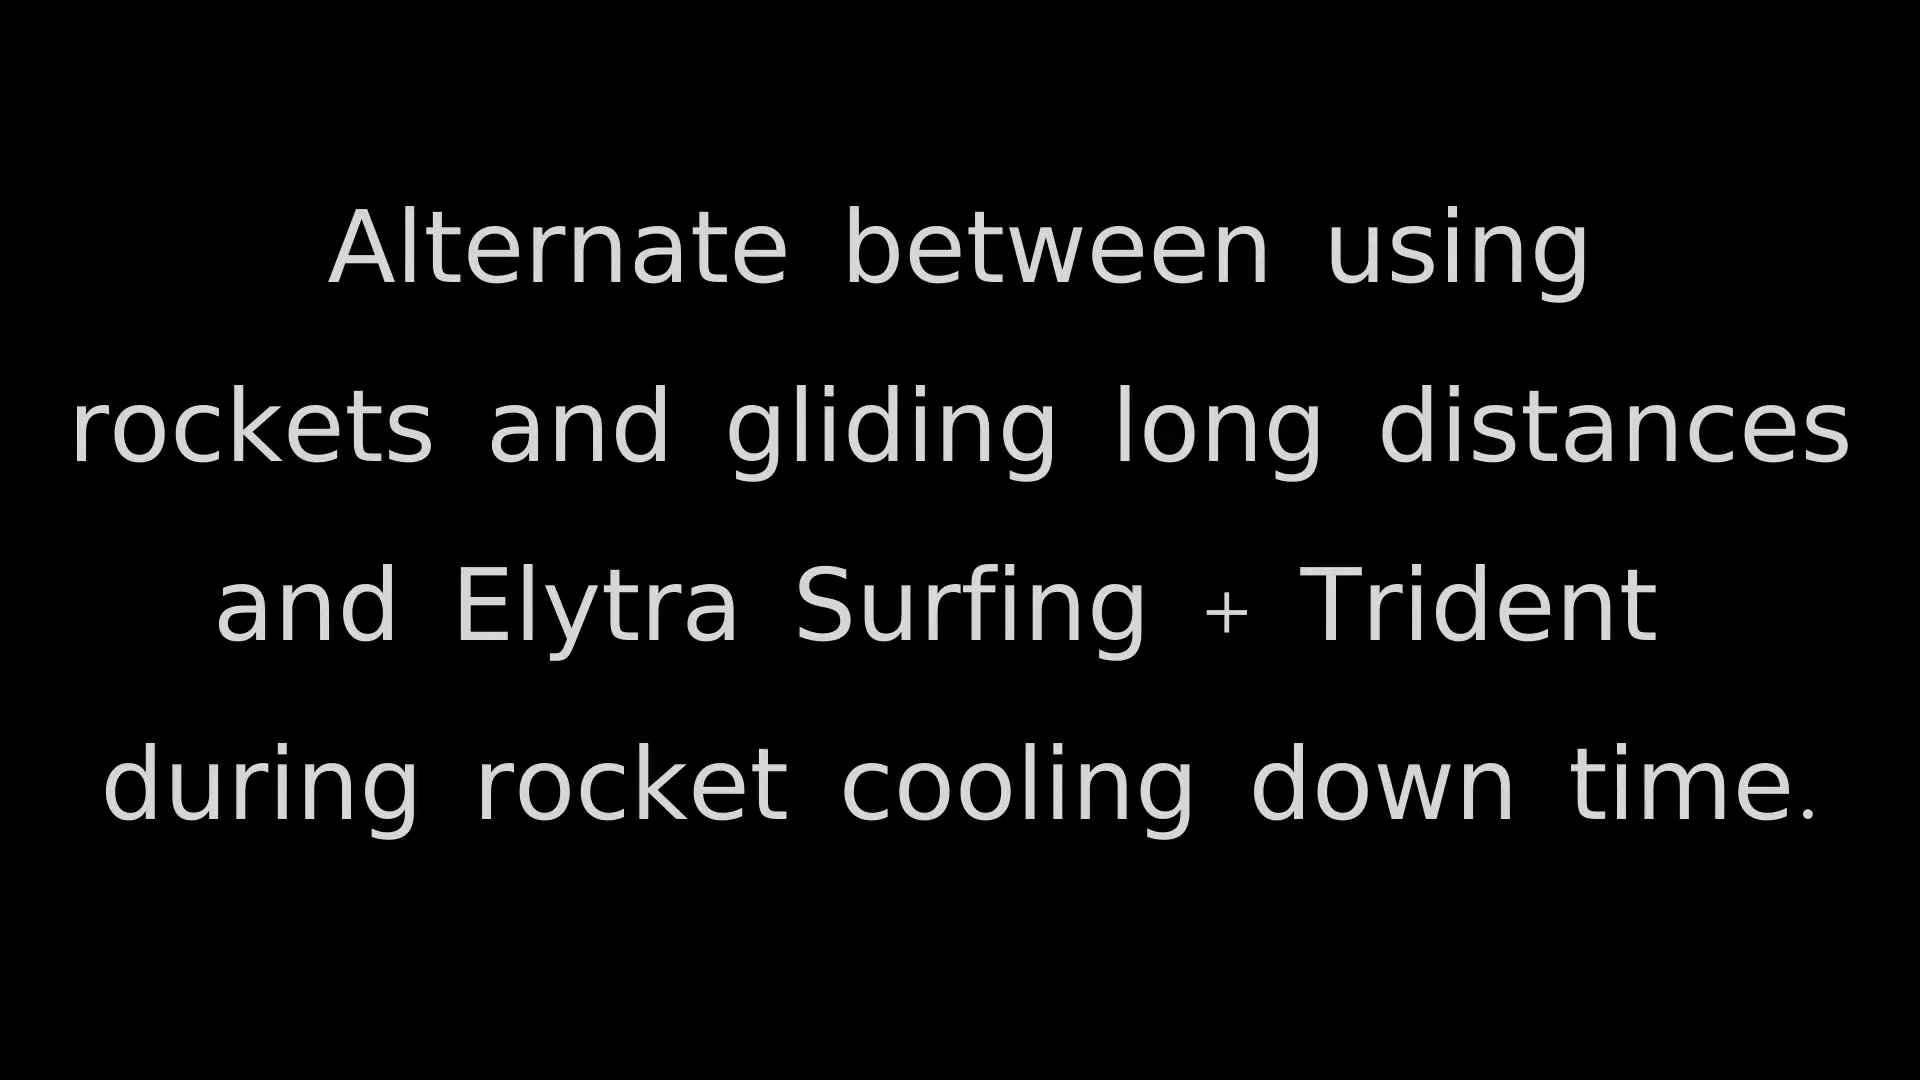 Alternate between using
rockets and gliding long distances
and Elytra Surfing + Trident
during rocket cooling down time.